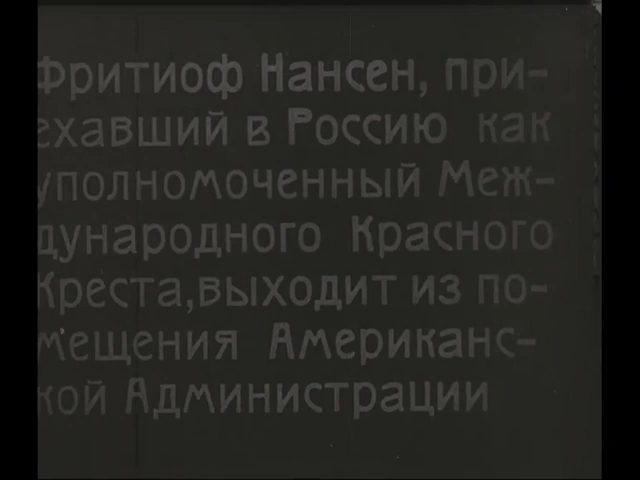 Фритиоф Нансен, при-
ехавший в Россию как
уполномоченный Меж-
дународного Красного
Креста, выходит из по-
мещения Американс-
кой Администрации